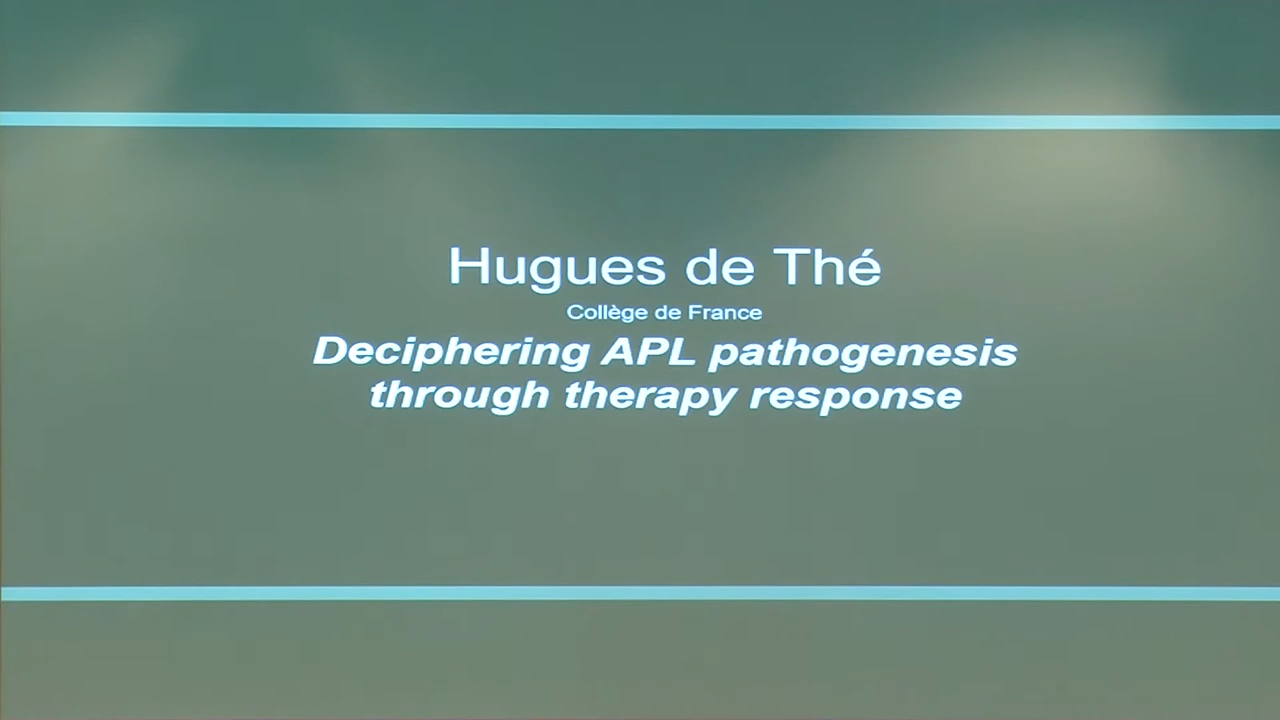 Hugues de Thé
Collège de France
Deciphering APL pathogenesis
through therapy response